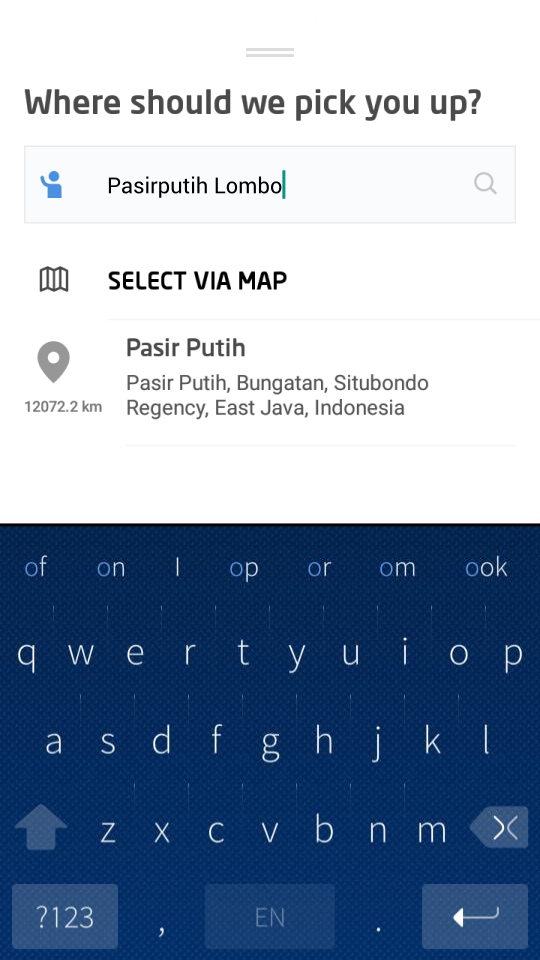 Where should we pick you up?
Pasirputih Lombo
SELECT VIA MAP
Pasir Putih
Pasir Putih, Bungatan, Situbondo
Regency, East Java, Indonesia
12072.2 km
of on I op or om ook
q w e r t y u i o p
a s d f g h j k l
z x c v b n m
?123 , EN .